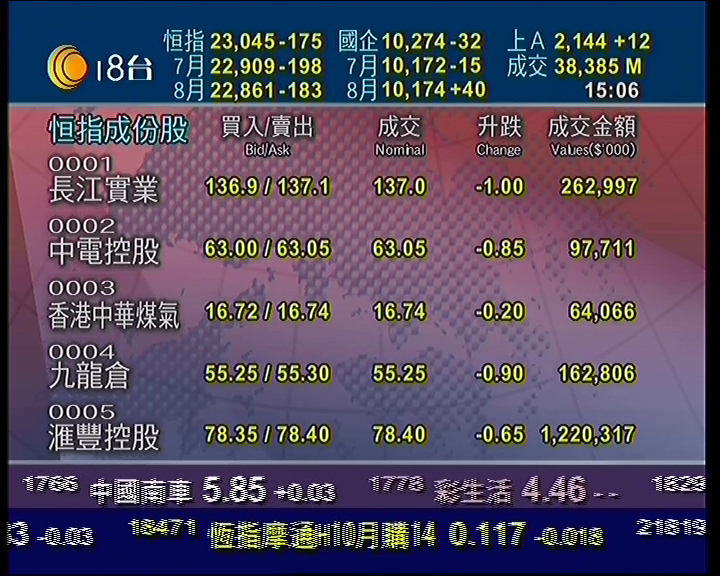 恒指 23,045 -175 國企 10,274 -32 上A 2,144 +12
18台 7月 22,909 -198 7月 10,172 -15 成交 38,385 M
8月 22,861 -183 8月 10,174 +40 15:06
恒指成份股 買入/賣出 成交 升跌 成交金額
Bid/Ask Nominal Change Values($'000)
0001
長江實業 136.9 / 137.1 137.0 -1.00 262,997
0002
中電控股 63.00 / 63.05 63.05 -0.85 97,711
0003
香港中華煤氣 16.72 / 16.74 16.74 -0.20 64,066
0004
九龍倉 55.25 / 55.30 55.25 -0.90 162,806
0005
滙豐控股 78.35 / 78.40 78.40 -0.65 1,220,317
1766 中國南車 5.85 +0.03 1778 彩生活 4.46 - - 1829
3 -0.03 18471 恆指摩通 10月購14 0.117 -0.018 21819